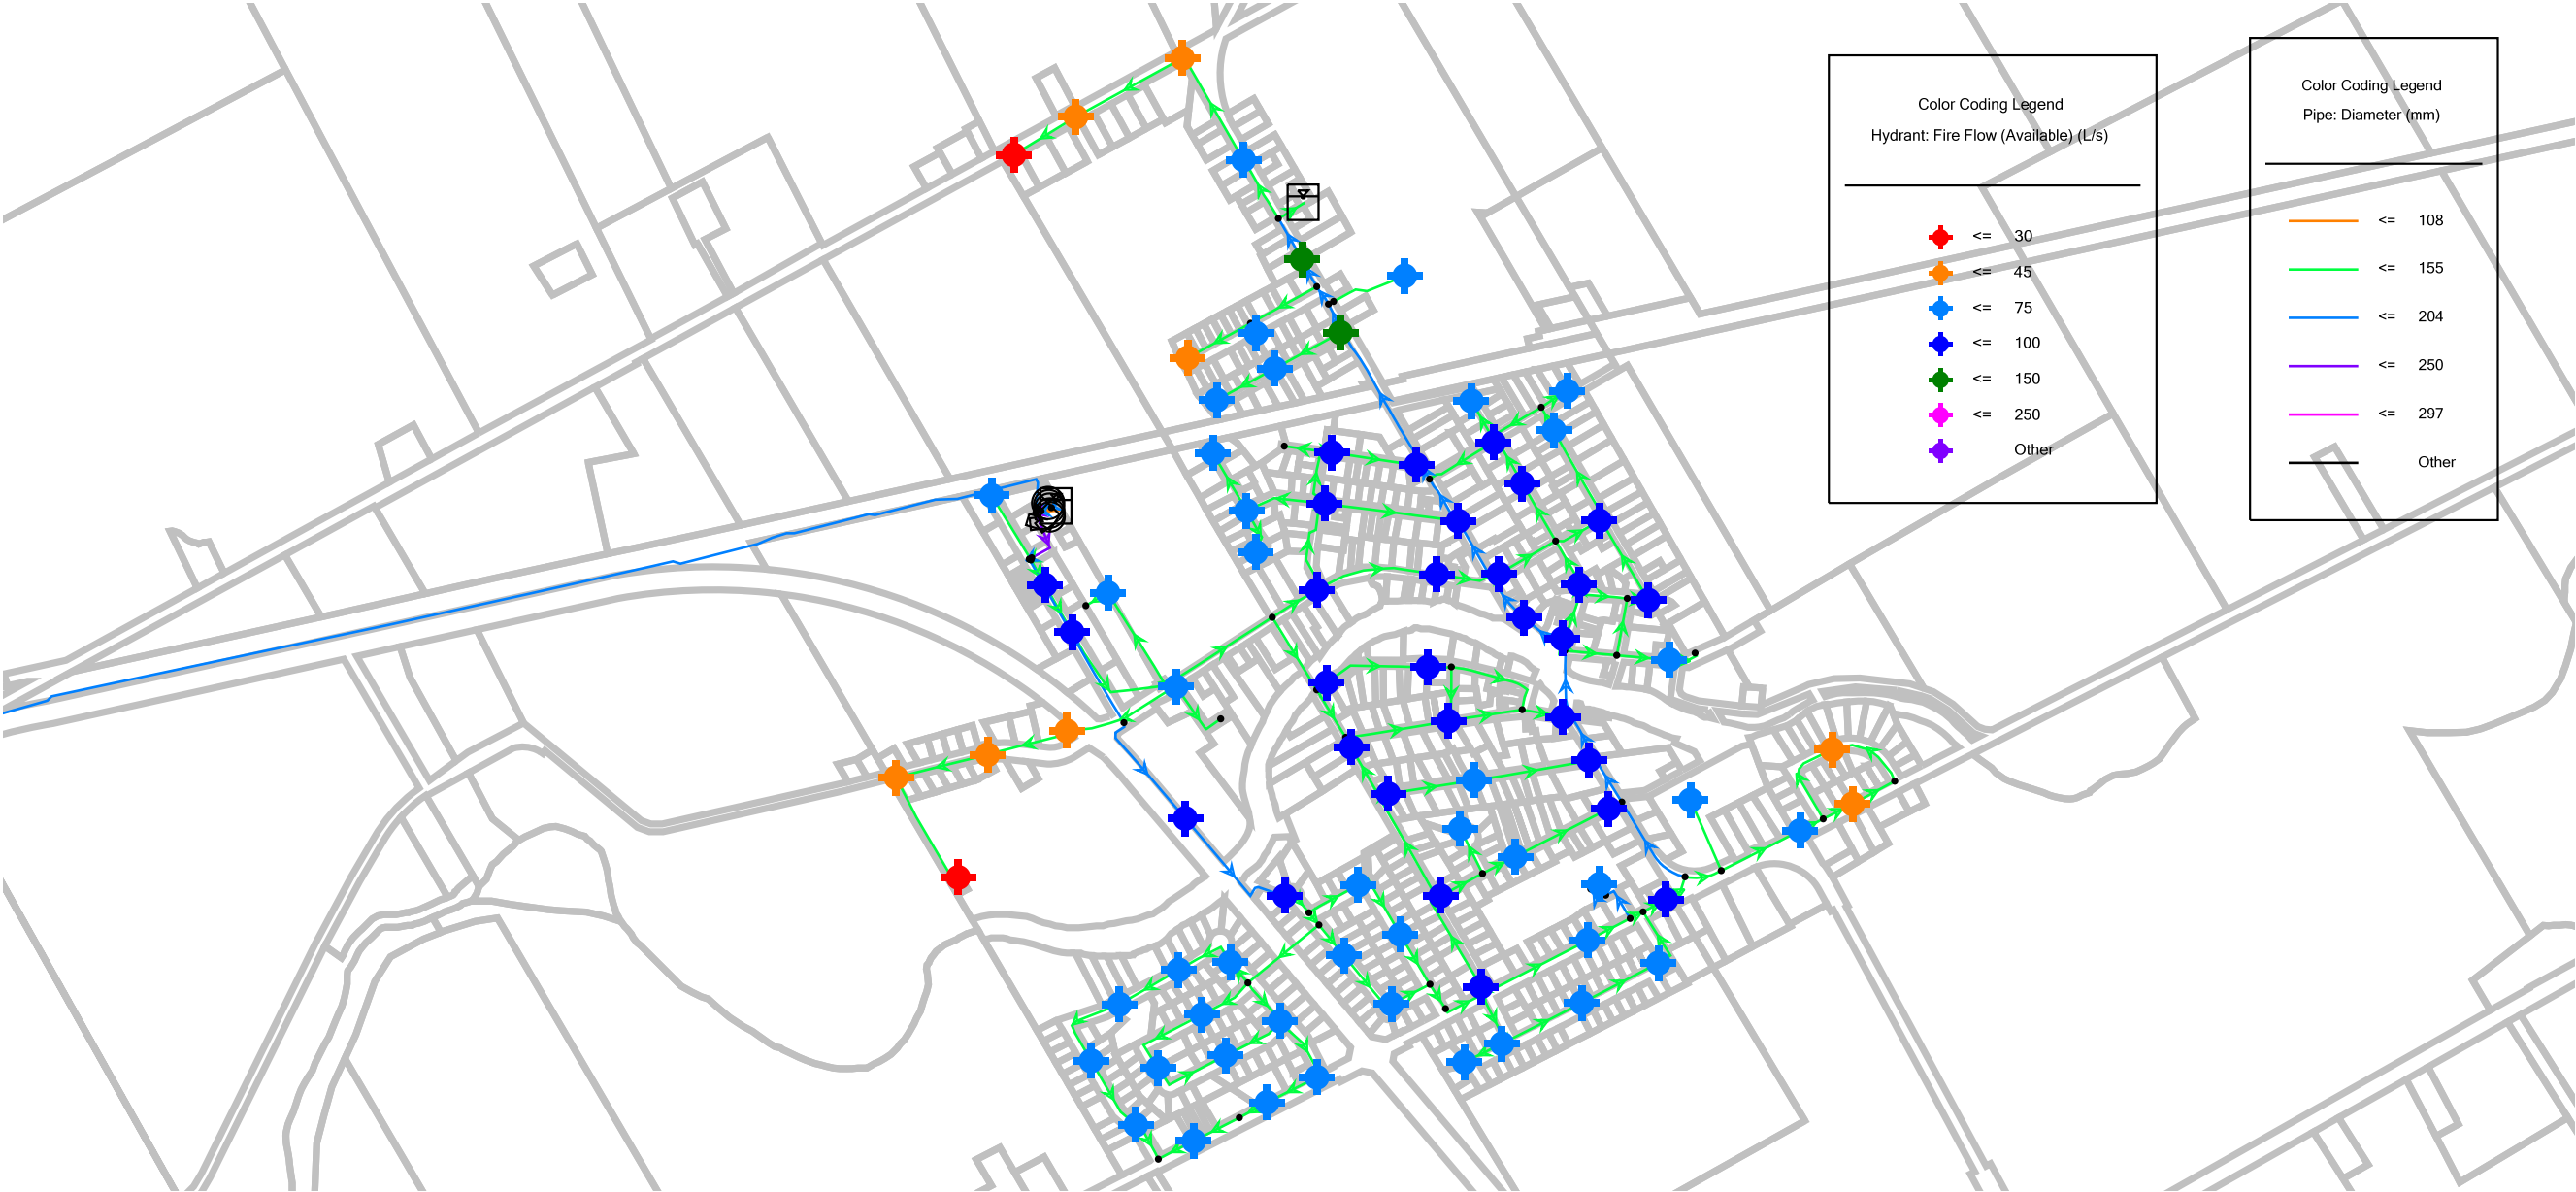 Color Coding Legend
Hydrant: Fire Flow (Available) (L/s)
<= 30
<= 45
<= 75
<= 100
<= 150
<= 250
Other
Color Coding Legend
Pipe: Diameter (mm)
<= 108
<= 155
<= 204
<= 250
<= 297
Other